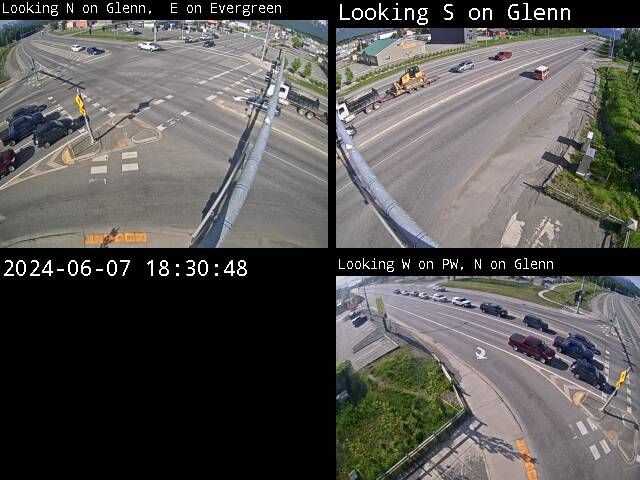 Looking N on Glenn,  E on Evergreen
Looking S on Glenn
2024-06-07 18:30:48
Looking W on PW, N on Glenn